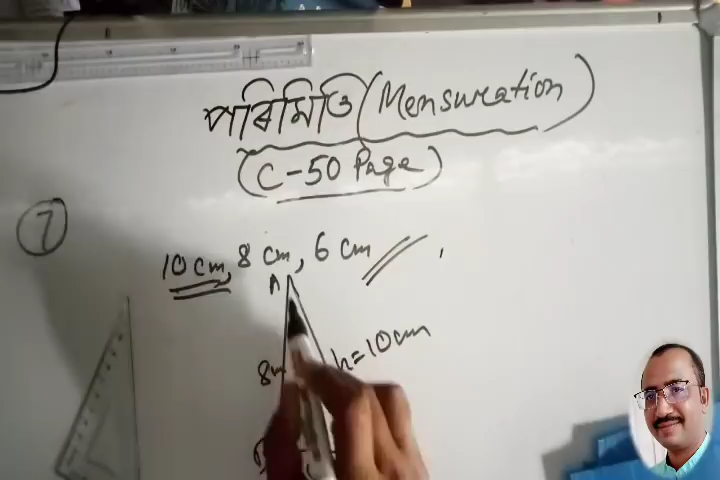 পৰিমিতি (Mensuration)
(C-50 Page)
7
10 cm, 8 cm, 6 cm
A
h=10cm